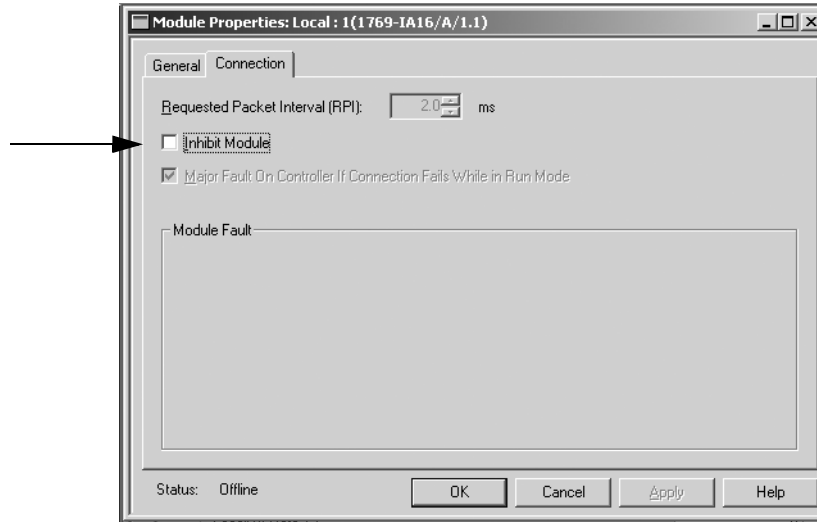 Module Properties: Local : 1(1769-IA16/A/1.1)
General Connection
Requested Packet Interval (RPI): 2.0 ms
Inhibit Module
Major Fault On Controller If Connection Fails While in Run Mode
Module Fault
Status: Offline OK Cancel Apply Help